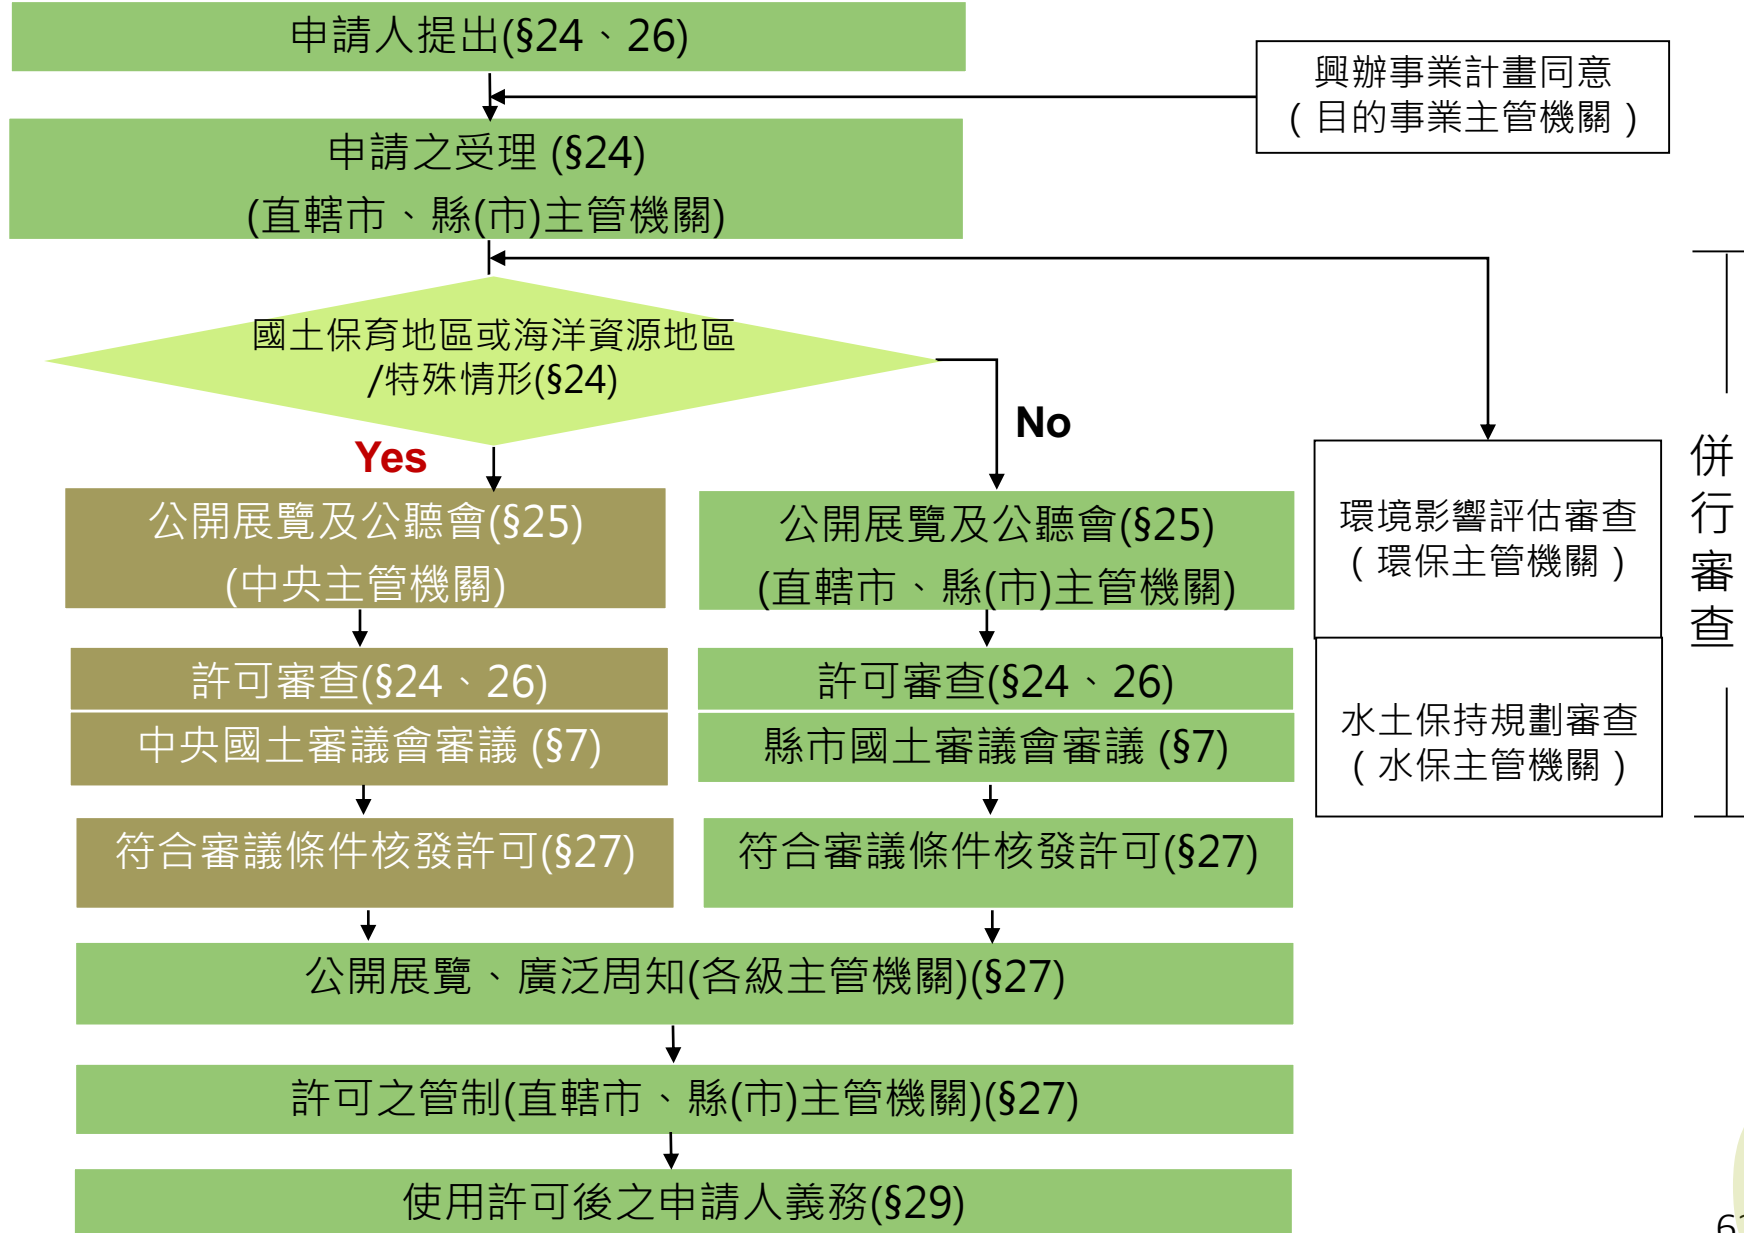 申請人提出(§24、26)
興辦事業計畫同意
(目的事業主管機關)
申請之受理 (§24)
(直轄市、縣(市)主管機關)
國土保育地區或海洋資源地區
/特殊情形(§24)
Yes
No
公開展覽及公聽會(§25)
(中央主管機關)
公開展覽及公聽會(§25)
(直轄市、縣(市)主管機關)
環境影響評估審查
(環保主管機關)
併行審查
許可審查(§24、26)
中央國土審議會審議 (§7)
許可審查(§24、26)
縣市國土審議會審議 (§7)
水土保持規劃審查
(水保主管機關)
符合審議條件核發許可(§27)
符合審議條件核發許可(§27)
公開展覽、廣泛周知(各級主管機關)(§27)
許可之管制(直轄市、縣(市)主管機關)(§27)
使用許可後之申請人義務(§29)